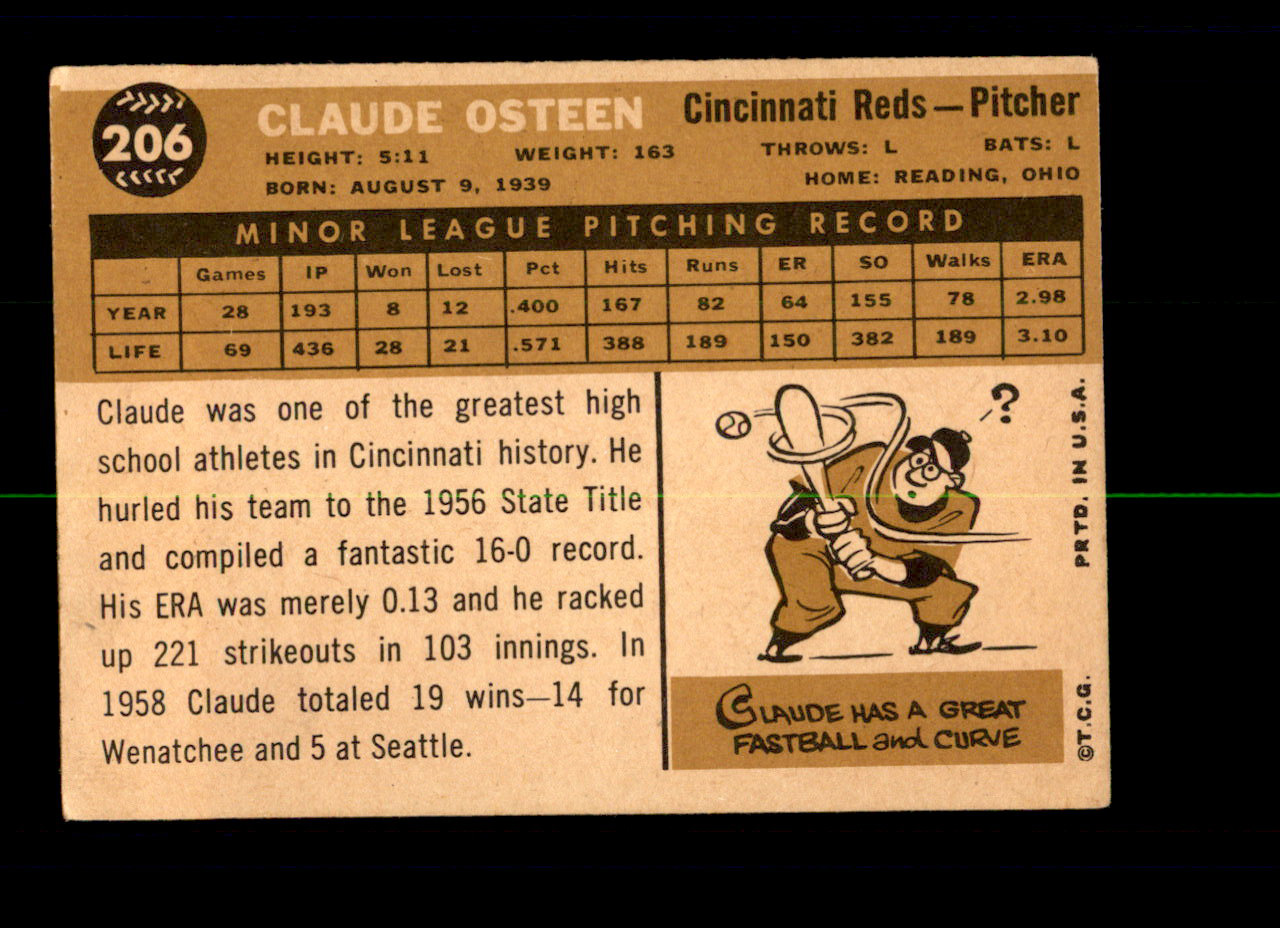 206
CLAUDE OSTEEN
Cincinnati Reds—Pitcher
HEIGHT: 5:11 WEIGHT: 163 THROWS: L BATS: L
BORN: AUGUST 9, 1939 HOME: READING, OHIO
MINOR LEAGUE PITCHING RECORD
Games IP Won Lost Pct Hits Runs ER SO Walks ERA
YEAR 28 193 8 12 .400 167 82 64 155 78 2.98
LIFE 69 436 28 21 .571 388 189 150 382 189 3.10
Claude was one of the greatest high
school athletes in Cincinnati history. He
hurled his team to the 1956 State Title
and compiled a fantastic 16-0 record.
His ERA was merely 0.13 and he racked
up 221 strikeouts in 103 innings. In
1958 Claude totaled 19 wins—14 for
Wenatchee and 5 at Seattle.
?
CLAUDE HAS A GREAT
FASTBALL and CURVE
PRTD. IN U.S.A.
©T.C.G.